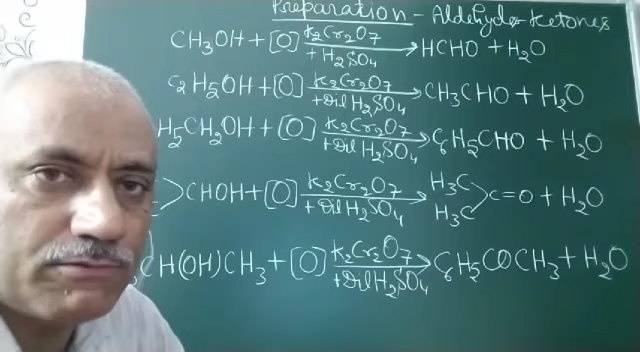 Preparation - Aldehyde Ketones
CH₃OH + [O] K₂Cr₂O₇ + H₂SO₄ → HCHO + H₂O
C₂H₅OH + [O] K₂Cr₂O₇ + Dil H₂SO₄ → CH₃CHO + H₂O
H₅CH₂OH + [O] K₂Cr₂O₇ + Dil H₂SO₄ → C₆H₅CHO + H₂O
>CHOH + [O] K₂Cr₂O₇ + Dil H₂SO₄ → H₃C H₃C >C=O + H₂O
CH(OH)CH₃ + [O] K₂Cr₂O₇ + Dil H₂SO₄ → C₆H₅COCH₃ + H₂O